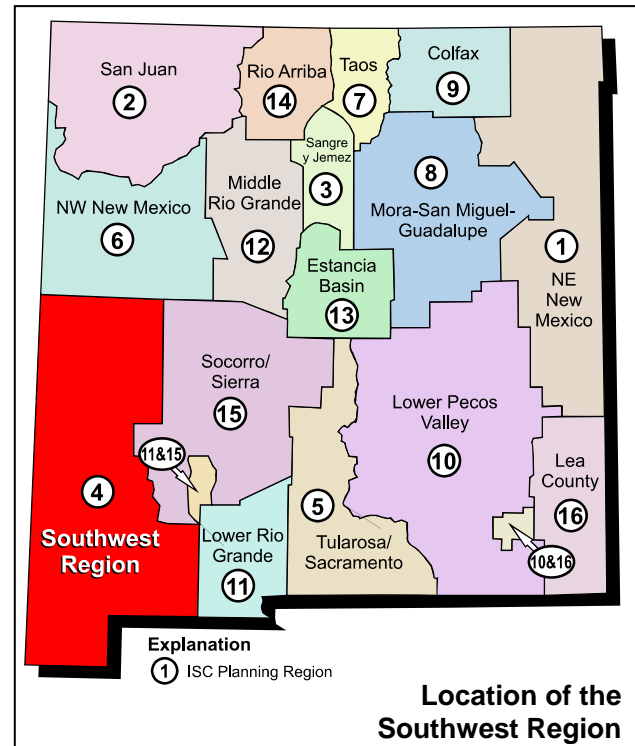 San Juan
2
Rio Arriba
14
Taos
7
Colfax
9
Sangre
y Jemez
3
NW New Mexico
6
Middle
Rio Grande
12
8
Mora-San Miguel-
Guadalupe
1
NE
New
Mexico
Estancia
Basin
13
Socorro/
Sierra
15
11&15
4
Southwest
Region
Lower Rio
Grande
11
5
Tularosa/
Sacramento
Lower Pecos
Valley
10
Lea
County
16
10&16
Explanation
1 ISC Planning Region
Location of the
Southwest Region